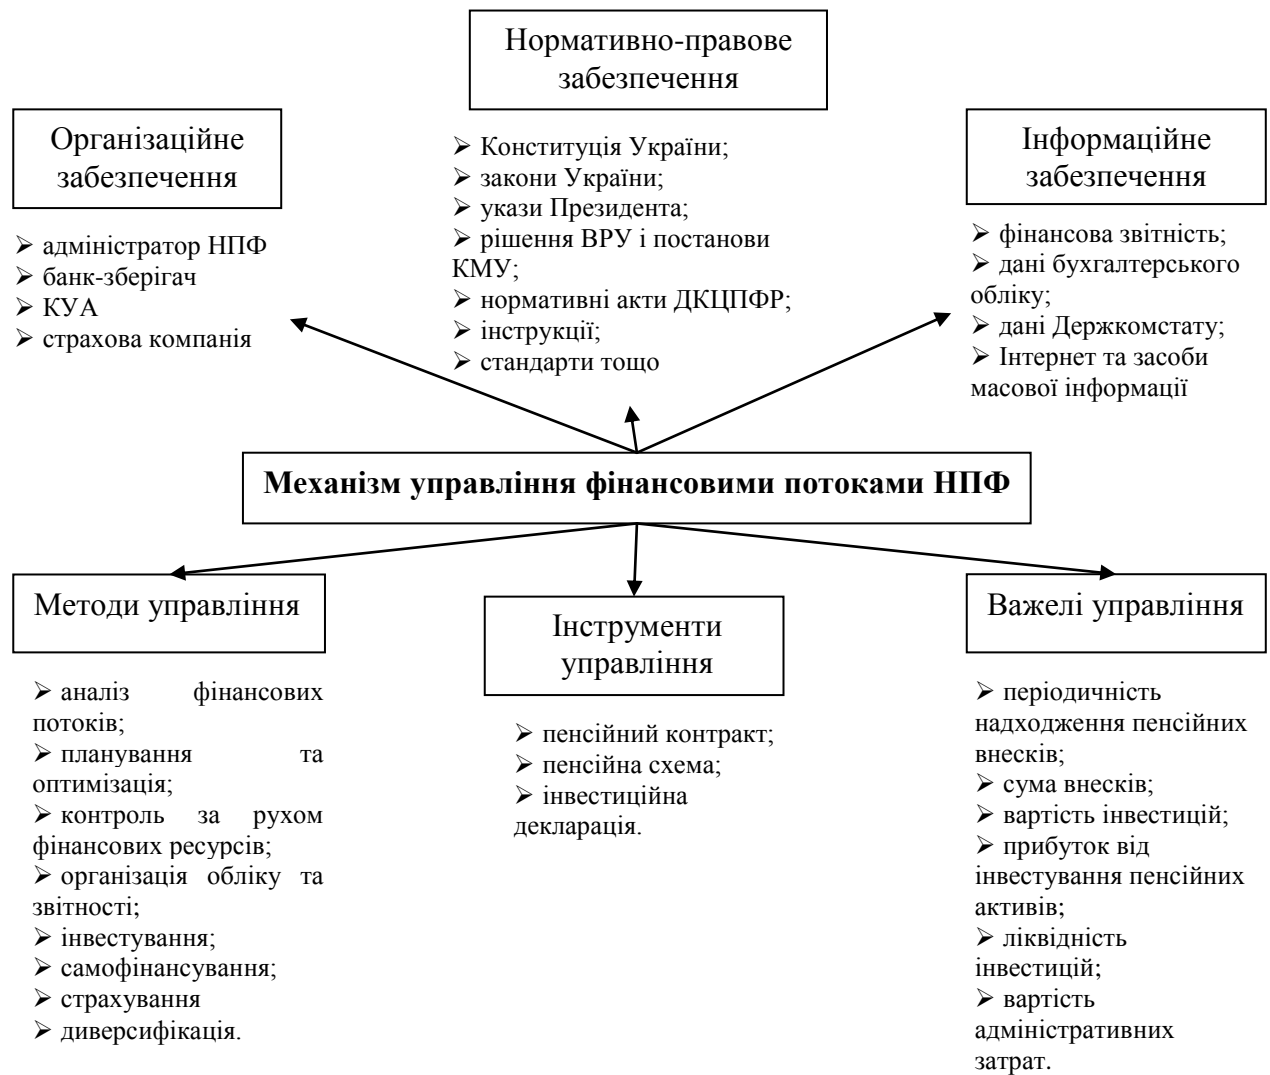 Нормативно-правове
забезпечення
Організаційне
забезпечення
Інформаційне
забезпечення
➢ адміністратор НПФ
➢ банк-зберігач
➢ КУА
➢ страхова компанія
➢ Конституція України;
➢ закони України;
➢ укази Президента;
➢ рішення ВРУ і постанови
КМУ;
➢ нормативні акти ДКЦПФР;
➢ інструкції;
➢ стандарти тощо
➢ фінансова звітність;
➢ дані бухгалтерського
обліку;
➢ дані Держкомстату;
➢ Інтернет та засоби
масової інформації
Механізм управління фінансовими потоками НПФ
Методи управління
Інструменти
управління
Важелі управління
➢ аналіз фінансових
потоків;
➢ планування та
оптимізація;
➢ контроль за рухом
фінансових ресурсів;
➢ організація обліку та
звітності;
➢ інвестування;
➢ самофінансування;
➢ страхування
➢ диверсифікація.
➢ пенсійний контракт;
➢ пенсійна схема;
➢ інвестиційна
декларація.
➢ періодичність
надходження пенсійних
внесків;
➢ сума внесків;
➢ вартість інвестицій;
➢ прибуток від
інвестування пенсійних
активів;
➢ ліквідність
інвестицій;
➢ вартість
адміністративних
затрат.